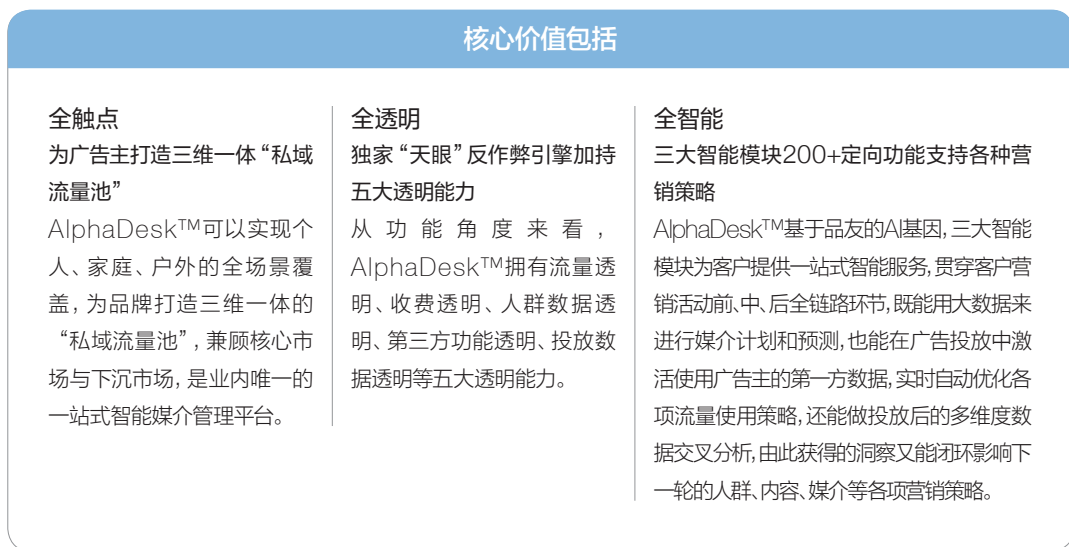 核心价值包括
全触点
为广告主打造三维一体“私域
流量池”
AlphaDesk™可以实现个
人、家庭、户外的全场景覆
盖，为品牌打造三维一体的
“私域流量池”，兼顾核心市
场与下沉市场，是业内唯一的
一站式智能媒介管理平台。
全透明
独家“天眼”反作弊引擎加持
五大透明能力
从功能角度来看，
AlphaDesk™拥有流量透
明、收费透明、人群数据透
明、第三方功能透明、投放数
据透明等五大透明能力。
全智能
三大智能模块200+定向功能支持各种营
销策略
AlphaDesk™基于品友的AI基因，三大智能
模块为客户提供一站式智能服务，贯穿客户营
销活动前、中、后全链路环节，既能用大数据来
进行媒介计划和预测，也能在广告投放中激
活使用广告主的第一方数据，实时自动优化各
项流量使用策略，还能做投放后的多维度数
据交叉分析，由此获得的洞察又能闭环影响下
一轮的人群、内容、媒介等各项营销策略。